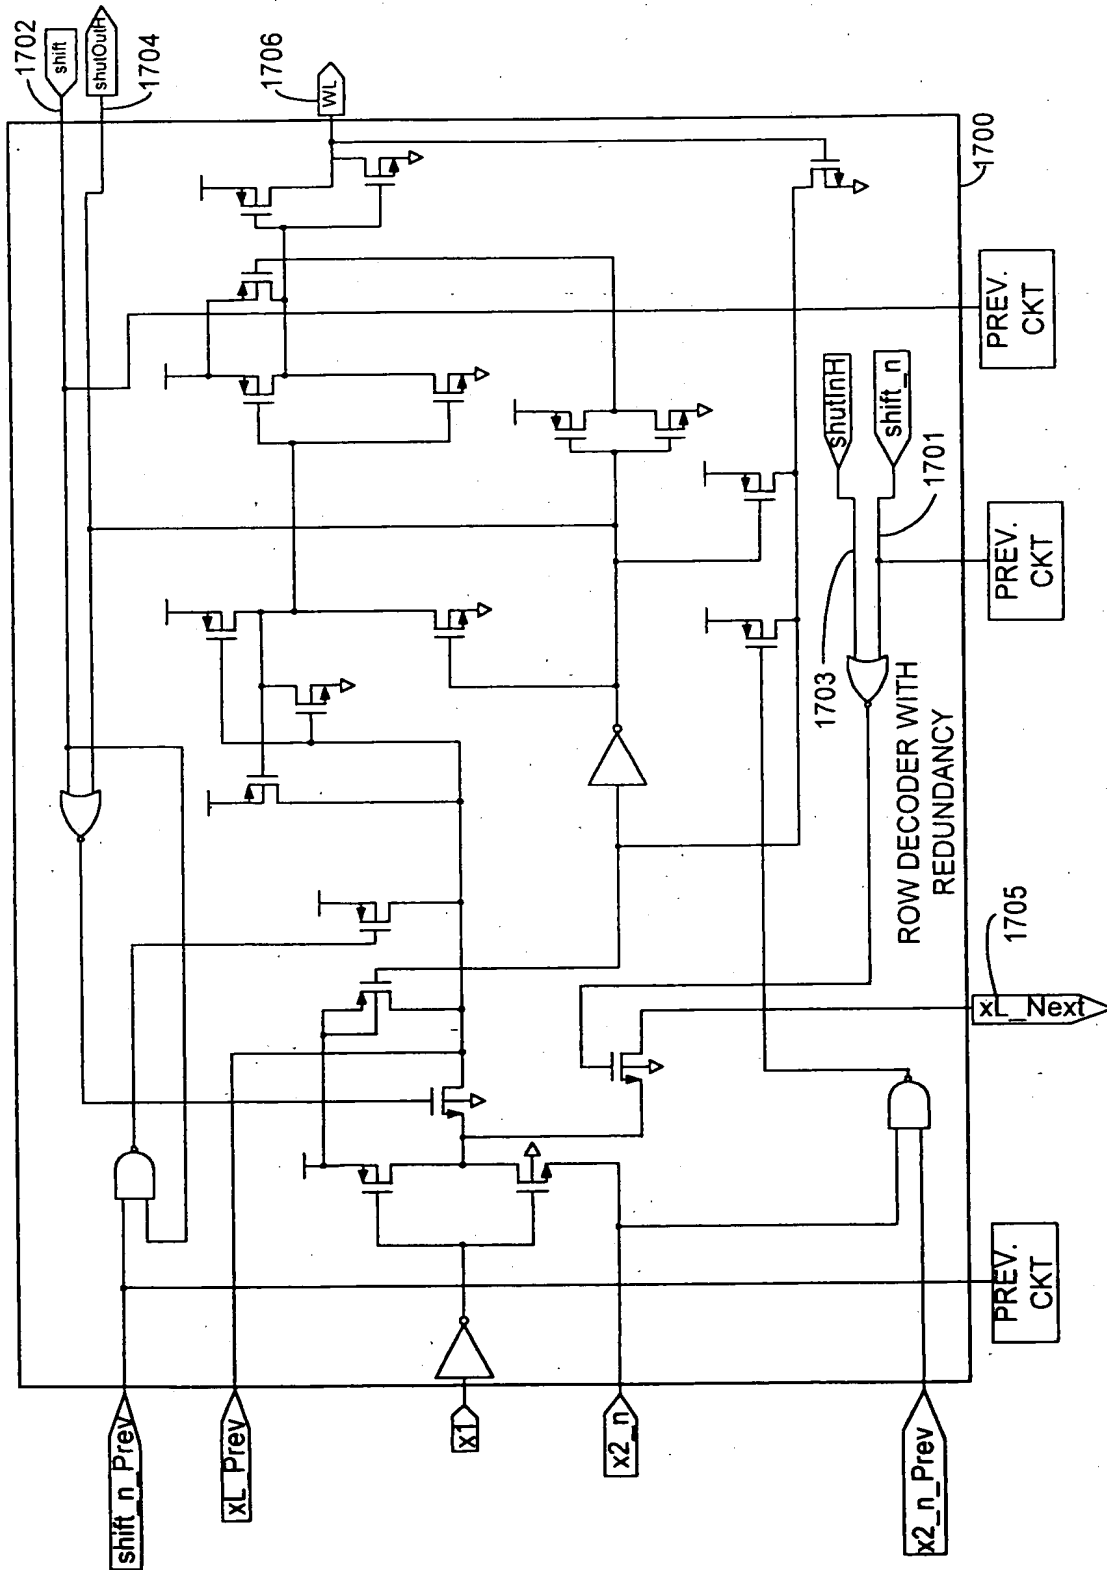 1702
shift
shutOutH
1704
1706
WL
1700
PREV.
CKT
shutInH
shift_n
1701
PREV.
CKT
1703
ROW DECODER WITH
REDUNDANCY
1705
xL_Next
PREV.
CKT
shift_n_Prev
xL_Prev
x1
x2_n
x2_n_Prev